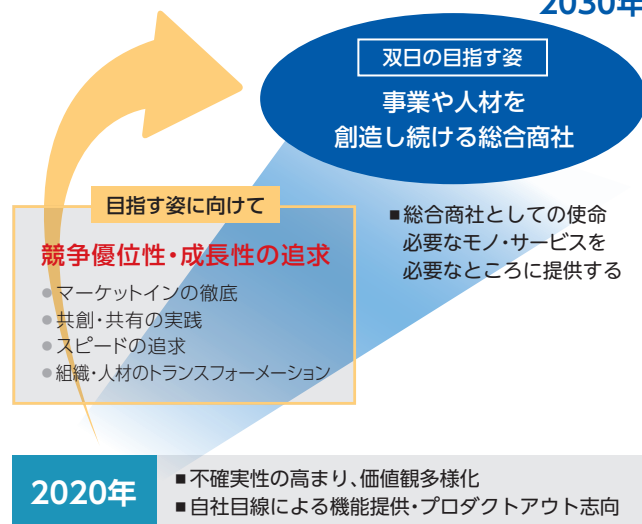 2030年
双日の目指す姿
事業や人材を
創造し続ける総合商社
目指す姿に向けて
競争優位性・成長性の追求
●マーケットインの徹底
●共創・共有の実践
●スピードの追求
●組織・人材のトランスフォーメーション
■総合商社としての使命
必要なモノ・サービスを
必要なところに提供する
2020年
■不確実性の高まり、価値観多様化
■自社目線による機能提供・プロダクトアウト志向